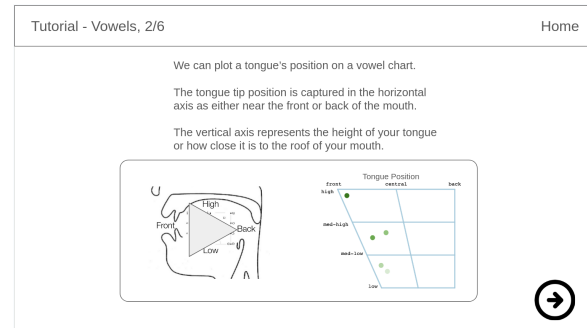 Tutorial - Vowels, 2/6
Home
We can plot a tongue's position on a vowel chart.
The tongue tip position is captured in the horizontal
axis as either near the front or back of the mouth.
The vertical axis represents the height of your tongue
or how close it is to the roof of your mouth.
High
Front
Back
Low
Tongue Position
front central back
high
med-high
med-low
low